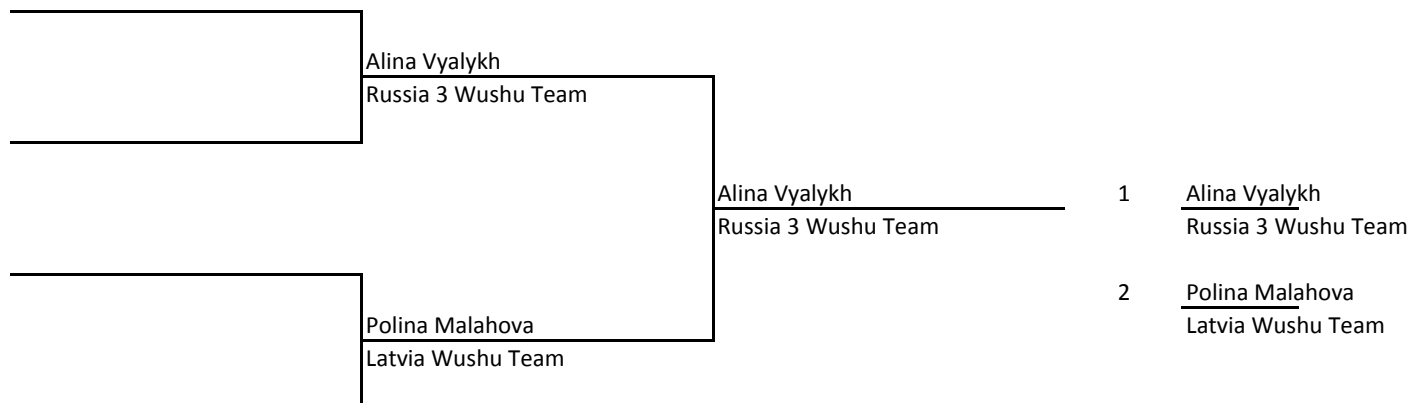 Alina Vyalykh
Russia 3 Wushu Team
Alina Vyalykh
Russia 3 Wushu Team
1 Alina Vyalykh
Russia 3 Wushu Team
2 Polina Malahova
Latvia Wushu Team
Polina Malahova
Latvia Wushu Team